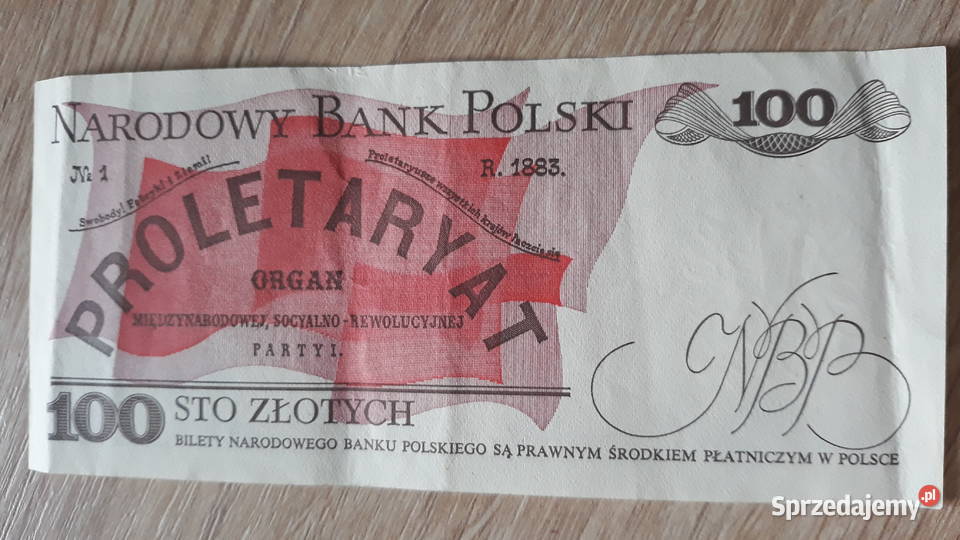 NARODOWY BANK POLSKI
100
№ 1
R. 1883.
Swobody! Fabryki i Ziemi!
Proletaryusze wszystkich krajów łączcie się
PROLETARYAT
ORGAN
MIĘDZYNARODOWEJ, SOCYALNO-REWOLUCYJNEJ
PARTYI.
100 STO ZŁOTYCH
NBP
BILETY NARODOWEGO BANKU POLSKIEGO SĄ PRAWNYM ŚRODKIEM PŁATNICZYM W POLSCE
Sprzedajemy.pl